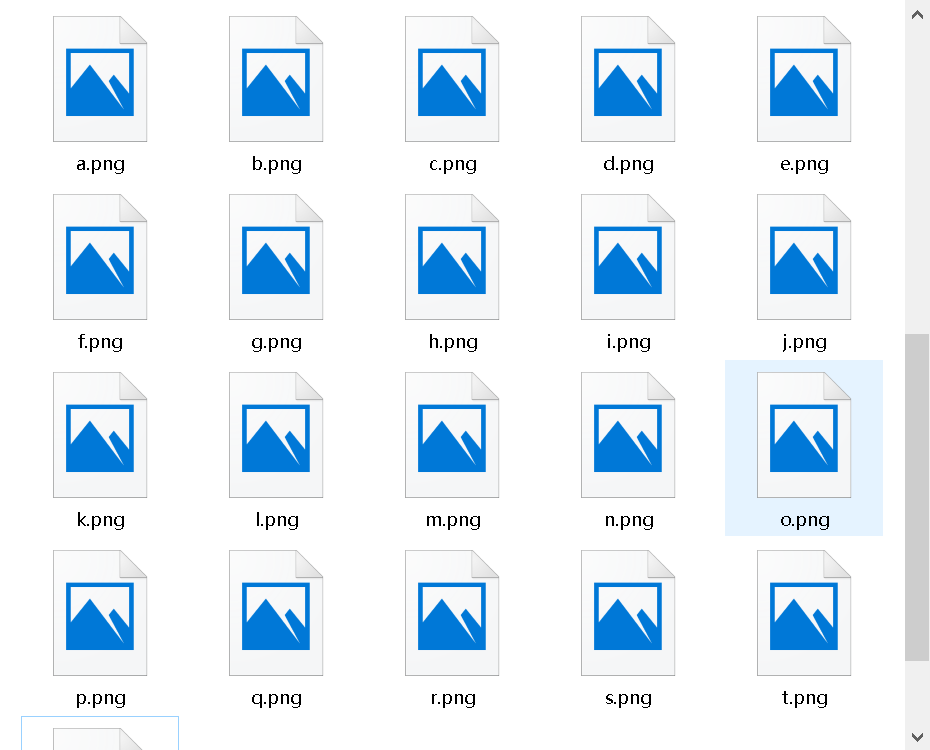 a.png b.png c.png d.png e.png
f.png g.png h.png i.png j.png
k.png l.png m.png n.png o.png
p.png q.png r.png s.png t.png